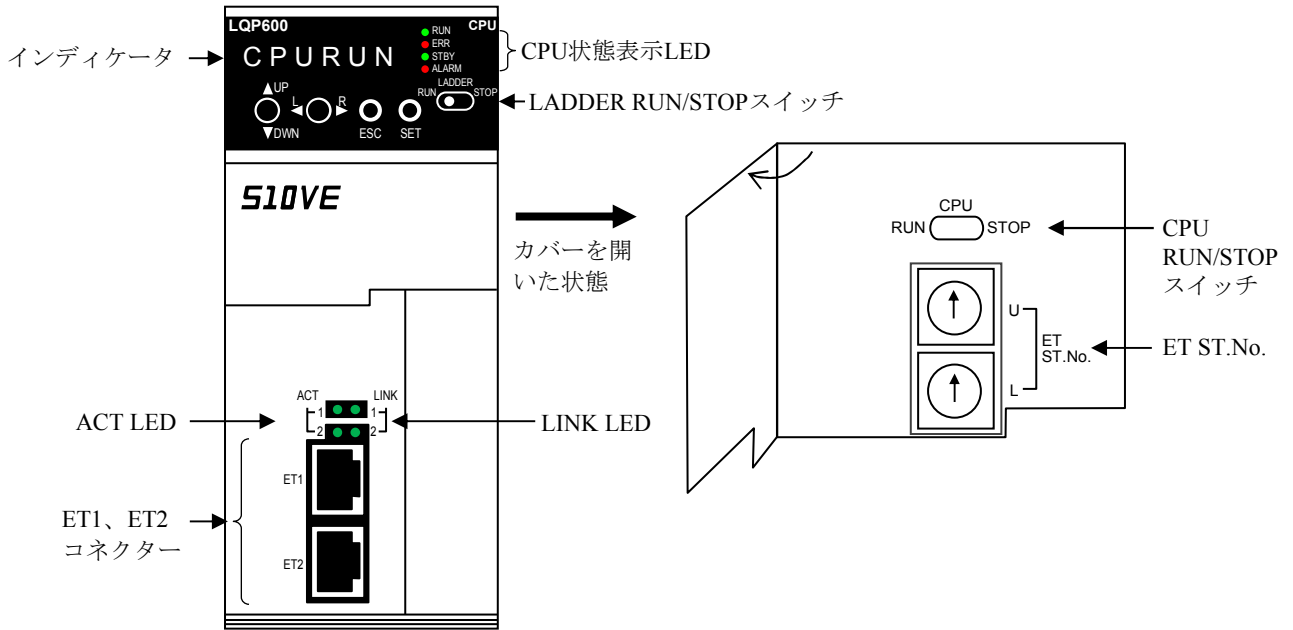 LQP600
CPU
インディケータ
CPURUN
RUN
ERR
STBY
ALARM
CPU状態表示LED
UP
L
R
DWN
ESC
SET
LADDER
RUN
STOP
LADDER RUN/STOPスイッチ
S10VE
カバーを開
いた状態
CPU
RUN
STOP
CPU
RUN/STOP
スイッチ
U
ET
ST.No.
L
ET ST.No.
ACT
LINK
1
1
2
2
ACT LED
LINK LED
ET1
ET1、ET2
コネクター
ET2